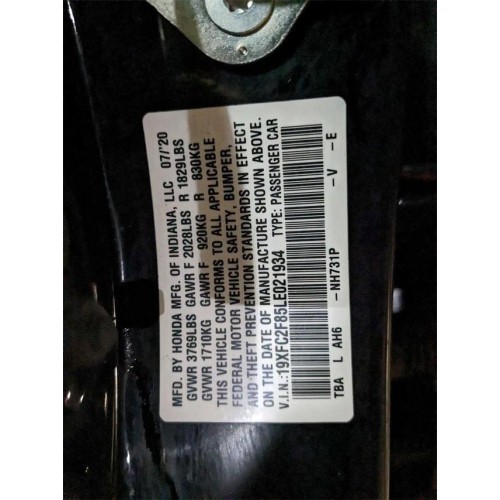 MFD. BY HONDA MFG. OF INDIANA, LLC 07/'20
GVWR 3769LBS GAWR F 2028LBS R 1829LBS
GVWR 1710KG GAWR F 920KG R 830KG
THIS VEHICLE CONFORMS TO ALL APPLICABLE
FEDERAL MOTOR VEHICLE SAFETY, BUMPER,
AND THEFT PREVENTION STANDARDS IN EFFECT
ON THE DATE OF MANUFACTURE SHOWN ABOVE.
V.I.N.:19XFC2F85LE021934 TYPE: PASSENGER CAR
TBA L AH6 -NH731P -V -E